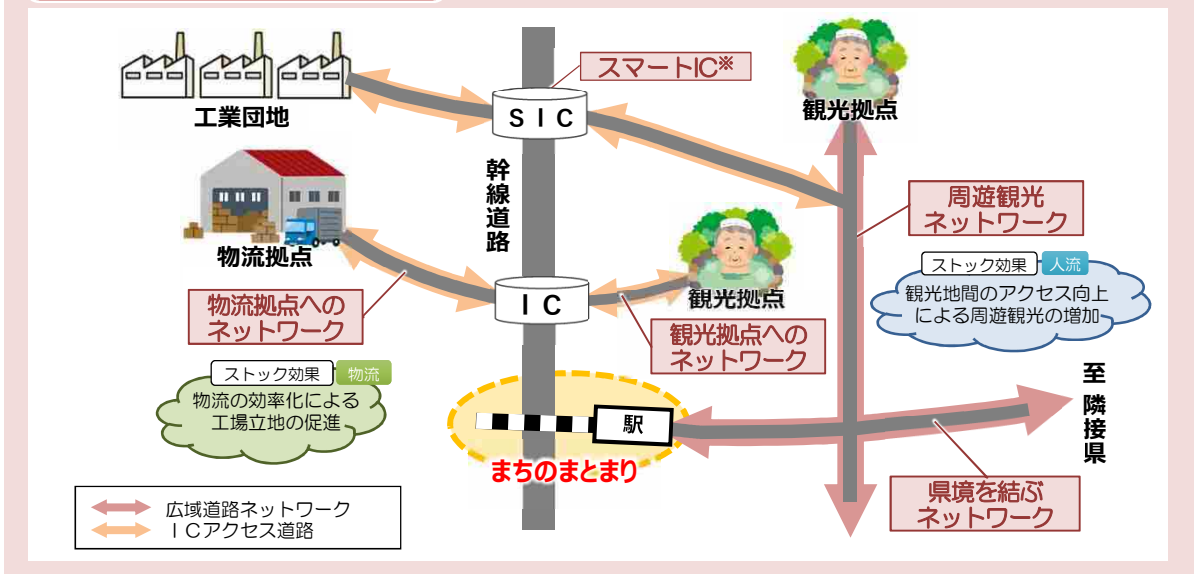 工業団地
スマートIC※
SIC
観光拠点
幹線道路
物流拠点
周遊観光
ネットワーク
ストック効果 人流
観光地間のアクセス向上
による周遊観光の増加
物流拠点への
ネットワーク
IC
観光拠点
観光拠点への
ネットワーク
ストック効果 物流
物流の効率化による
工場立地の促進
至 隣接県
駅
まちのまとまり
県境を結ぶ
ネットワーク
広域道路ネットワーク
ICアクセス道路